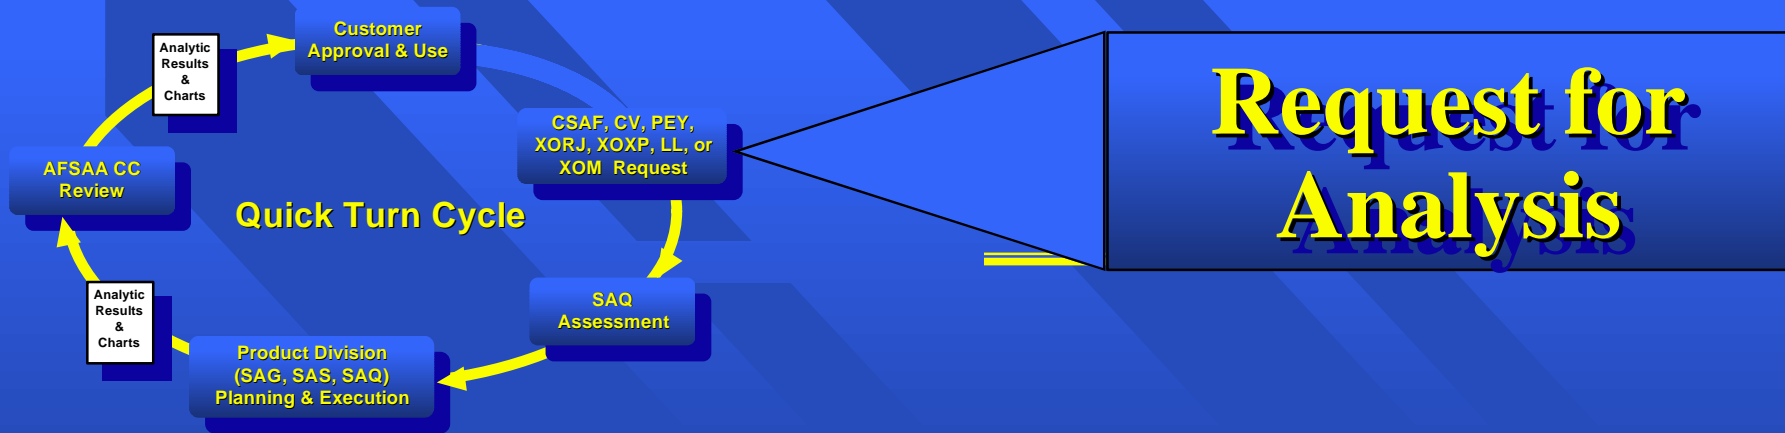 Customer
Approval & Use
Analytic
Results
&
Charts
CSAF, CV, PEY,
XORJ, XOXP, LL, or
XOM  Request
AFSAA CC
Review
Quick Turn Cycle
SAQ
Assessment
Analytic
Results
&
Charts
Product Division
(SAG, SAS, SAQ)
Planning & Execution
Request for
Analysis